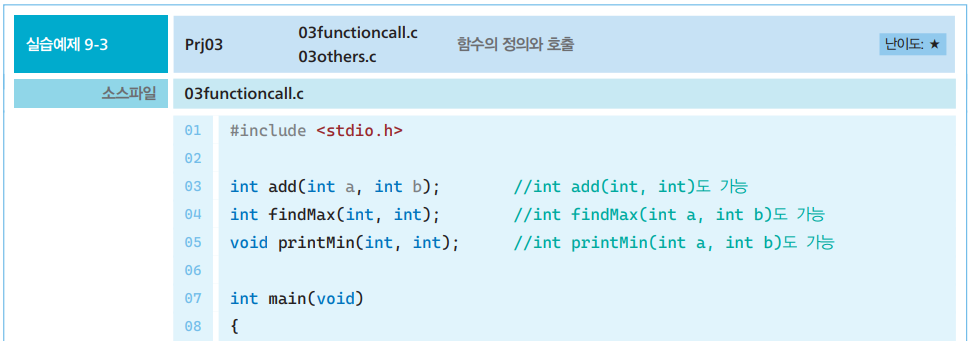 실습예제 9-3 Prj03 03functioncall.c 함수의 정의와 호출 난이도: ★
03others.c
소스파일 03functioncall.c
01 #include <stdio.h>
02
03 int add(int a, int b); //int add(int, int)도 가능
04 int findMax(int, int); //int findMax(int a, int b)도 가능
05 void printMin(int, int); //int printMin(int a, int b)도 가능
06
07 int main(void)
08 {